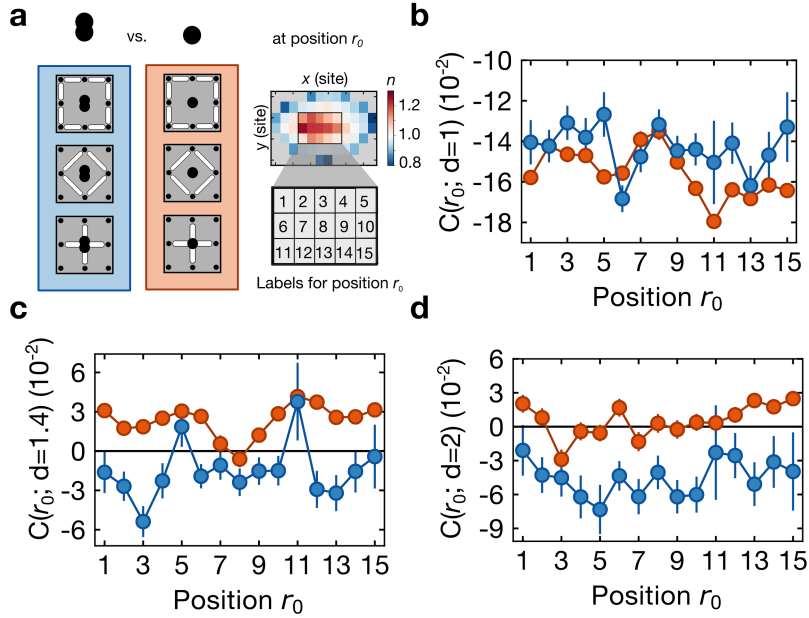 a
vs.
at position r0
x (site)
y (site)
n
1.2
1.0
0.8
1 2 3 4 5
6 7 8 9 10
11 12 13 14 15
Labels for position r0
b
C(r0; d=1) (10-2)
-10
-12
-14
-16
-18
1 3 5 7 9 11 13 15
Position r0
c
C(r0; d=1.4) (10-2)
6
3
0
-3
-6
1 3 5 7 9 11 13 15
Position r0
d
C(r0; d=2) (10-2)
6
3
0
-3
-6
-9
1 3 5 7 9 11 13 15
Position r0